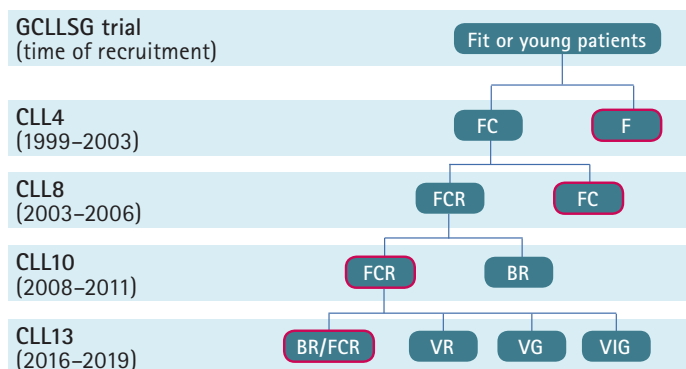 GCLLSG trial
(time of recruitment)
Fit or young patients
CLL4
(1999–2003)
FC
F
CLL8
(2003–2006)
FCR
FC
CLL10
(2008–2011)
FCR
BR
CLL13
(2016–2019)
BR/FCR
VR
VG
VIG